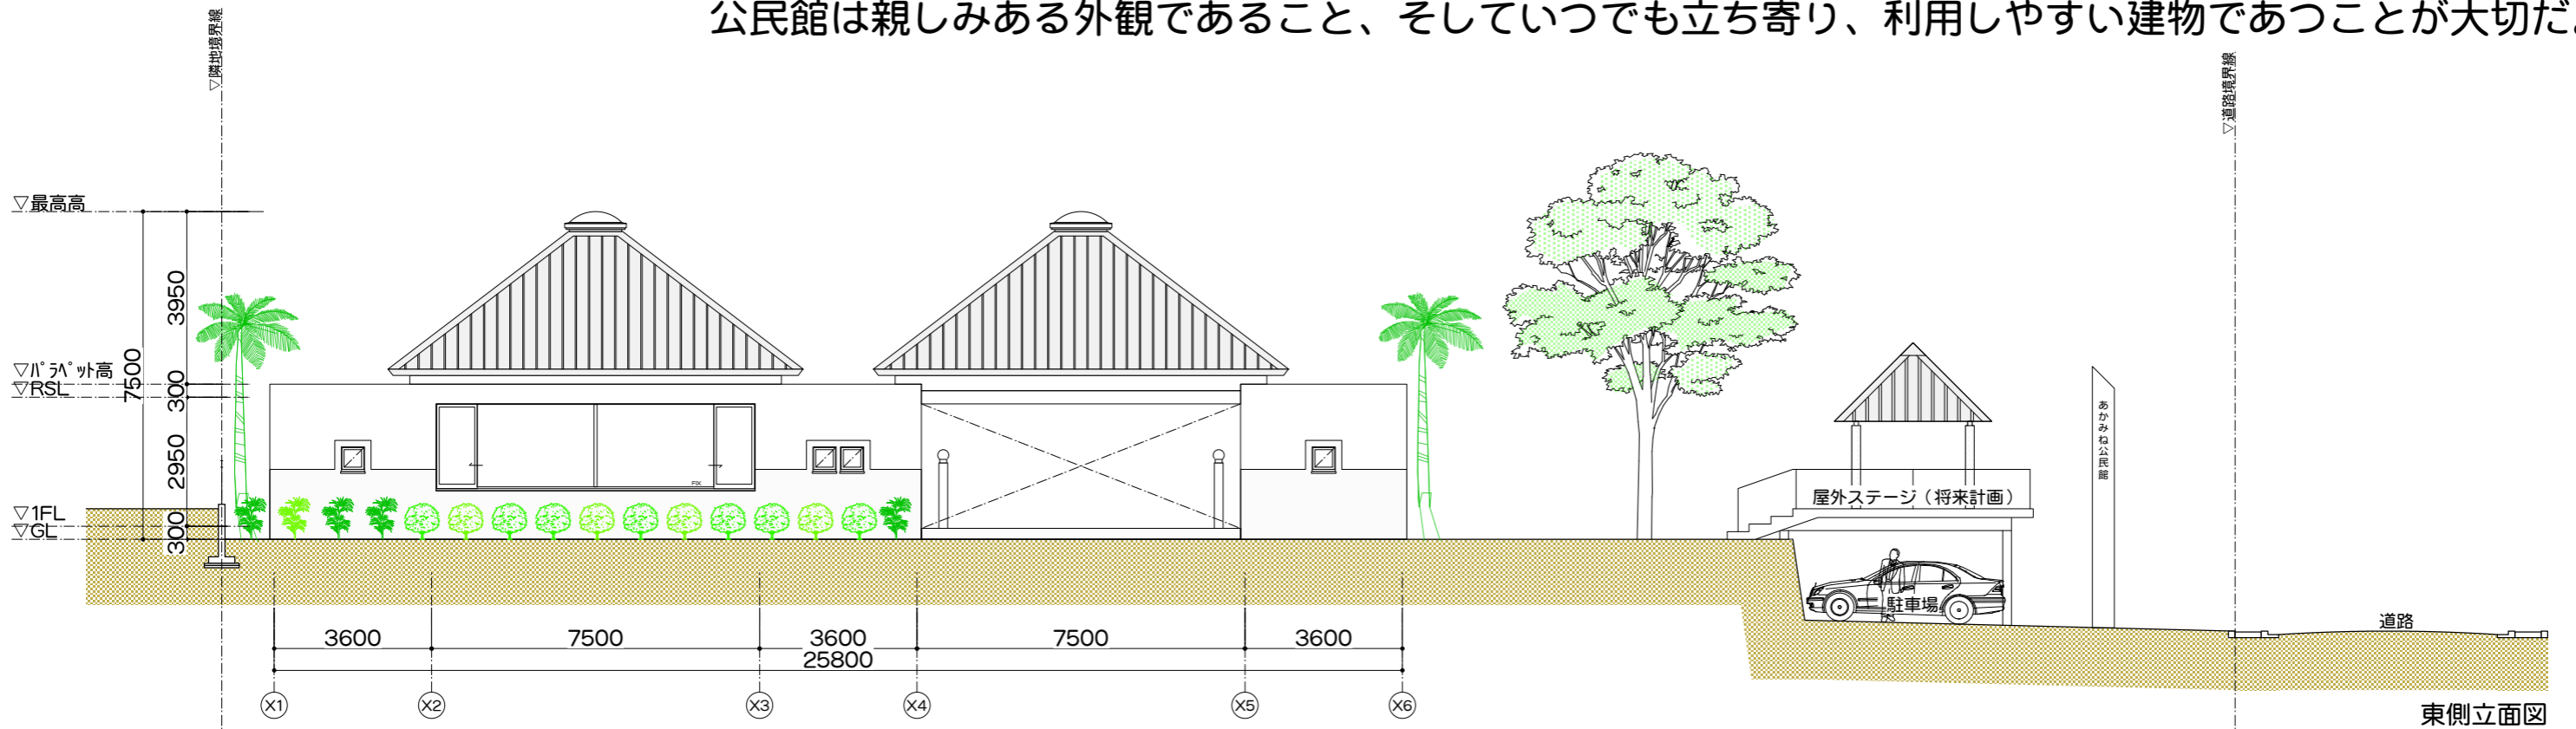 公民館は親しみある外観であること、そしていつでも立ち寄り、利用しやすい建物であつことが大切だ
▽隣地境界線
▽道路境界線
▽最高高
3950
7500
▽パラペット高
▽RSL
300
2950
▽1FL
▽GL
300
FIX
あかみね公民館
屋外ステージ（将来計画）
駐車場
道路
3600
7500
3600
7500
3600
25800
X1
X2
X3
X4
X5
X6
東側立面図